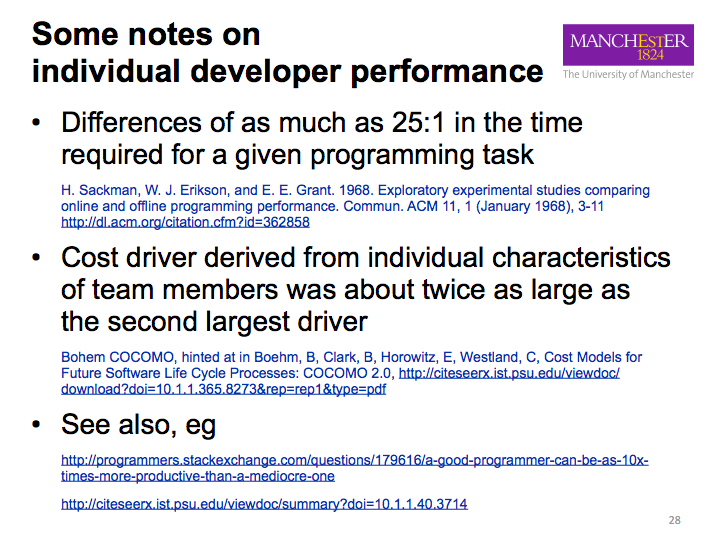 Some notes on
individual developer performance
MANCHEstER
1824
The University of Manchester
• Differences of as much as 25:1 in the time
required for a given programming task
H. Sackman, W. J. Erikson, and E. E. Grant. 1968. Exploratory experimental studies comparing
online and offline programming performance. Commun. ACM 11, 1 (January 1968), 3-11
http://dl.acm.org/citation.cfm?id=362858
• Cost driver derived from individual characteristics
of team members was about twice as large as
the second largest driver
Bohem COCOMO, hinted at in Boehm, B, Clark, B, Horowitz, E, Westland, C, Cost Models for
Future Software Life Cycle Processes: COCOMO 2.0, http://citeseerx.ist.psu.edu/viewdoc/
download?doi=10.1.1.365.8273&rep=rep1&type=pdf
• See also, eg
http://programmers.stackexchange.com/questions/179616/a-good-programmer-can-be-as-10x-
times-more-productive-than-a-mediocre-one
http://citeseerx.ist.psu.edu/viewdoc/summary?doi=10.1.1.40.3714
28